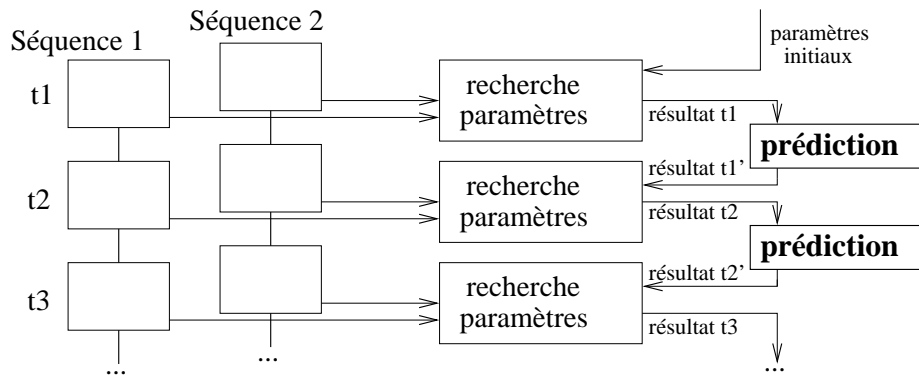 Séquence 1
Séquence 2
paramètres
initiaux
t1
recherche
paramètres
résultat t1
prédiction
résultat t1’
t2
recherche
paramètres
résultat t2
prédiction
résultat t2’
t3
recherche
paramètres
résultat t3
...
...
...